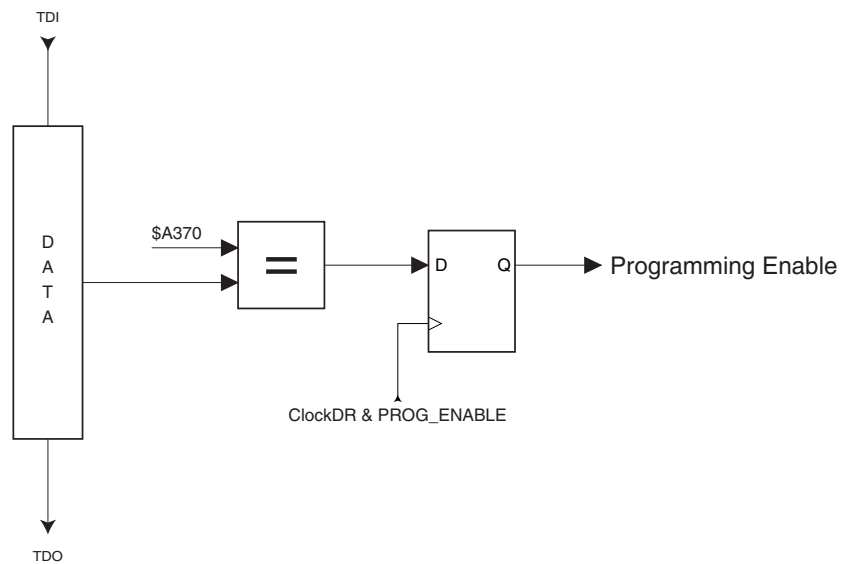 TDI
D
A
T
A
$A370
=
D Q
Programming Enable
ClockDR & PROG_ENABLE
TDO